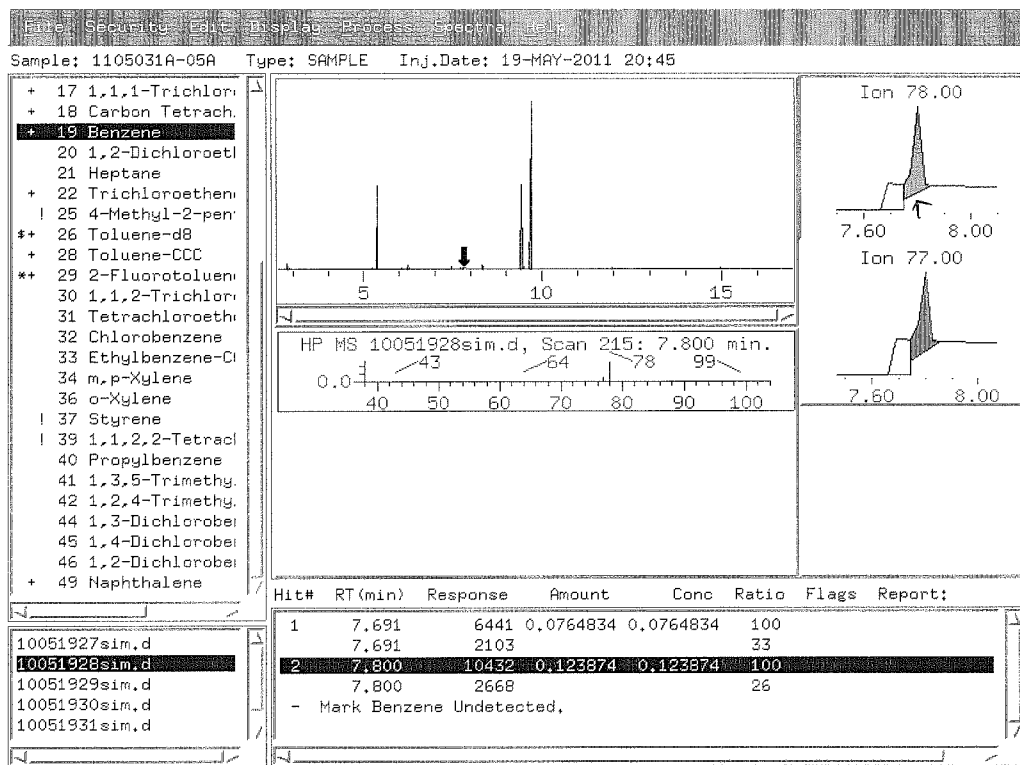 File Security Edit Display Process Spectra Help
Sample: 1105031A-05A Type: SAMPLE Inj.Date: 19-MAY-2011 20:45
+ 17 1,1,1-Trichlor
+ 18 Carbon Tetrach.
+ 19 Benzene
20 1,2-Dichloroet
21 Heptane
+ 22 Trichloroethen
! 25 4-Methyl-2-pen
$+ 26 Toluene-d8
+ 28 Toluene-CCC
*+ 29 2-Fluorotoluen
30 1,1,2-Trichlor
31 Tetrachloroeth
32 Chlorobenzene
33 Ethylbenzene-C
34 m,p-Xylene
36 o-Xylene
! 37 Styrene
! 39 1,1,2,2-Tetrac
40 Propylbenzene
41 1,3,5-Trimethy.
42 1,2,4-Trimethy.
44 1,3-Dichlorobe
45 1,4-Dichlorobe
46 1,2-Dichlorobe
+ 49 Naphthalene
10051927sim.d
10051928sim.d
10051929sim.d
10051930sim.d
10051931sim.d
5 10 15
HP MS 10051928sim.d, Scan 215: 7.800 min.
43 64 78 99
0.0
40 50 60 70 80 90 100
Ion 78.00
7.60 8.00
Ion 77.00
7.60 8.00
Hit# RT(min) Response Amount Conc Ratio Flags Report:
1 7.691 6441 0.0764834 0.0764834 100
7.691 2103 33
2 7.800 10432 0.123874 0.123874 100
7.800 2668 26
- Mark Benzene Undetected.